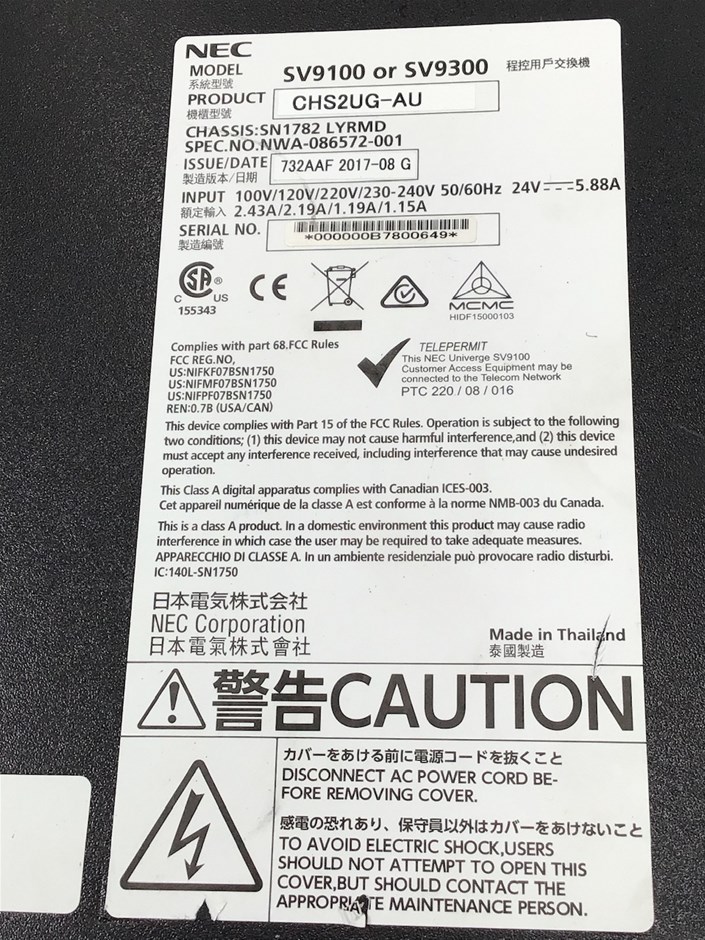 NEC
MODEL SV9100 or SV9300 程控用戶交換機
系統型號
PRODUCT CHS2UG-AU
機櫃型號
CHASSIS:SN1782 LYRMD
SPEC.NO.NWA-086572-001
ISSUE/DATE 732AAF 2017-08 G
製造版本/日期
INPUT 100V/120V/220V/230-240V 50/60Hz 24V⎓5.88A
額定輸入 2.43A/2.19A/1.19A/1.15A
SERIAL NO. *000000B7800649*
製造編號
C SA ® US
155343
CE
MCMC
HIDF15000103
Complies with part 68.FCC Rules
FCC REG.NO,
US:NIFKF07BSN1750
US:NIFMF07BSN1750
US:NIFPF07BSN1750
REN:0.7B (USA/CAN)
TELEPERMIT
This NEC Univerge SV9100
Customer Access Equipment may be
connected to the Telecom Network
PTC 220 / 08 / 016
This device complies with Part 15 of the FCC Rules. Operation is subject to the following
two conditions; (1) this device may not cause harmful interference,and (2) this device
must accept any interference received, including interference that may cause undesired
operation.
This Class A digital apparatus complies with Canadian ICES-003.
Cet appareil numérique de la classe A est conforme à la norme NMB-003 du Canada.
This is a class A product. In a domestic environment this product may cause radio
interference in which case the user may be required to take adequate measures.
APPARECCHIO DI CLASSE A. In un ambiente residenziale può provocare radio disturbi.
IC:140L-SN1750
日本電気株式会社
NEC Corporation
日本電氣株式會社
Made in Thailand
泰國製造
警告CAUTION
カバーをあける前に電源コードを抜くこと
DISCONNECT AC POWER CORD BE-
FORE REMOVING COVER.
感電の恐れあり、保守員以外はカバーをあけないこと
TO AVOID ELECTRIC SHOCK,USERS
SHOULD NOT ATTEMPT TO OPEN THIS
COVER,BUT SHOULD CONTACT THE
APPROPRIATE MAINTENANCE PERSON.